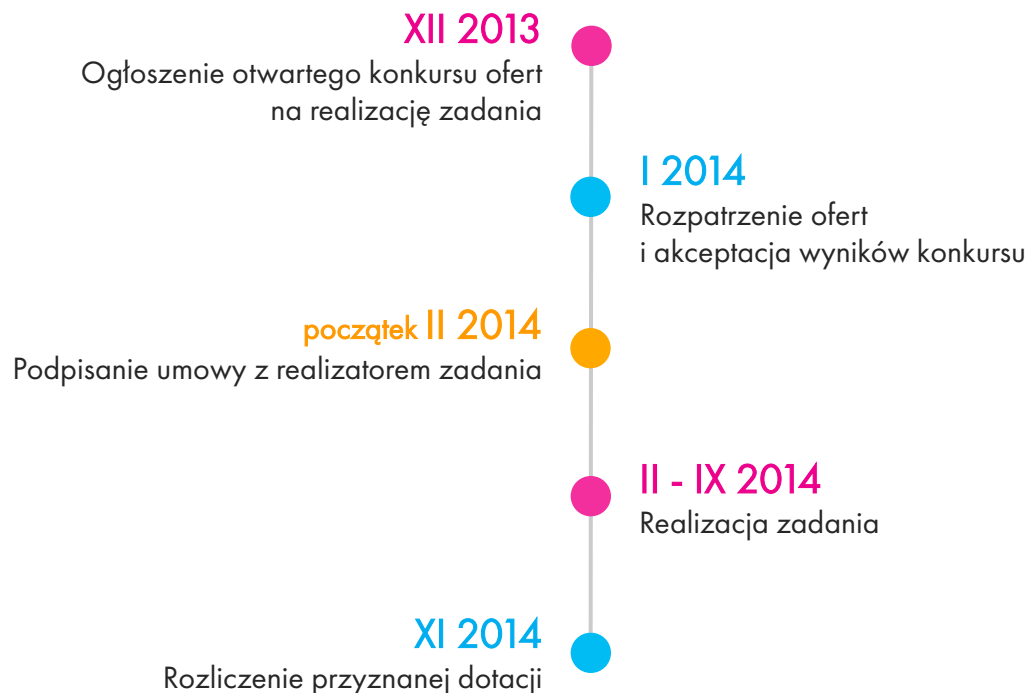 XII 2013
Ogłoszenie otwartego konkursu ofert
na realizację zadania
I 2014
Rozpatrzenie ofert
i akceptacja wyników konkursu
początek II 2014
Podpisanie umowy z realizatorem zadania
II - IX 2014
Realizacja zadania
XI 2014
Rozliczenie przyznanej dotacji